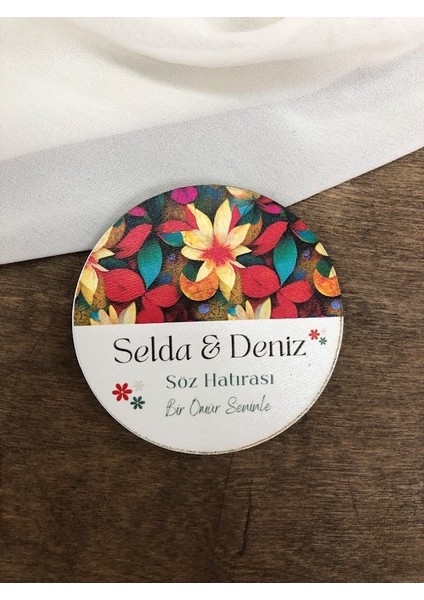 Selda & Deniz
Söz Hatırası
Bir Ömür Seninle